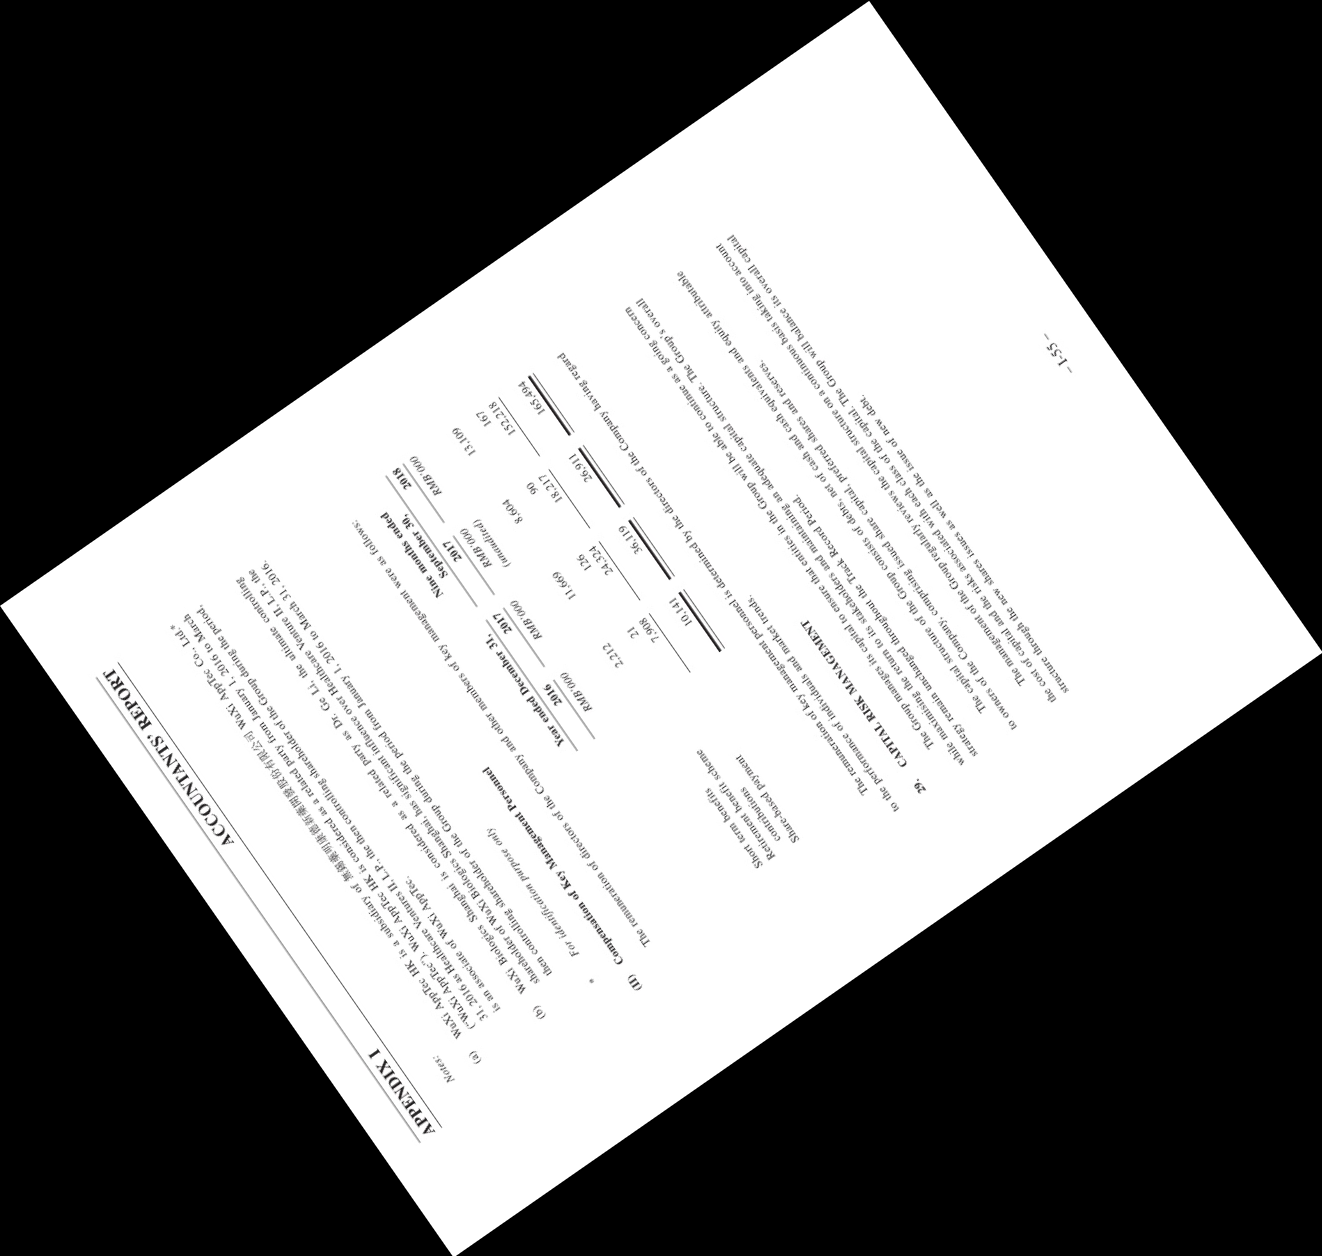 APPENDIX I ACCOUNTANTS' REPORT
Notes:
(a) WuXi AppTec HK is a subsidiary of 無錫藥明康德新藥開發股份有限公司 WuXi AppTec Co., Ltd.*
("WuXi AppTec"). WuXi AppTec HK is considered as a related party from January 1, 2016 to March
31, 2016 as Healthcare Ventures II, L.P., the then controlling shareholder of the Group during the period,
is an associate of WuXi AppTec.
(b) WuXi Biologics Shanghai is considered as a related party as Dr. Ge Li, the ultimate controlling
shareholder of WuXi Biologics Shanghai, has significant influence over Healthcare Venture II, L.P., the
then controlling shareholder of the Group during the period from January 1, 2016 to March 31, 2016.
* For identification purpose only
(II) Compensation of Key Management Personnel
The remuneration of directors of the Company and other members of key management were as follows:
Nine months ended
Year ended December 31, September 30,
2016 2017 2017 2018
RMB'000 RMB'000 RMB'000 RMB'000
(unaudited)
Short term benefits 2,212 11,669 8,604 13,109
Retirement benefit scheme
contributions 21 126 90 167
Share-based payment 7,908 24,324 18,217 152,218
10,141 36,119 26,911 165,494
The remuneration of key management personnel is determined by the directors of the Company having regard
to the performance of individuals and market trends.
29. CAPITAL RISK MANAGEMENT
The Group manages its capital to ensure that entities in the Group will be able to continue as a going concern
while maximising the return to its stakeholders and maintaining an adequate capital structure. The Group's overall
strategy remain unchanged throughout the Track Record Period.
The capital structure of the Group consists of net debts, net of cash and cash equivalents and equity attributable
to owners of the Company, comprising issued share capital, preferred shares and reserves.
The management of the Group regularly reviews the capital structure on a continuous basis taking into account
the cost of capital and the risks associated with each class of the capital. The Group will balance its overall capital
structure through the new shares issues as well as the issue of new debt.
– I-55 –